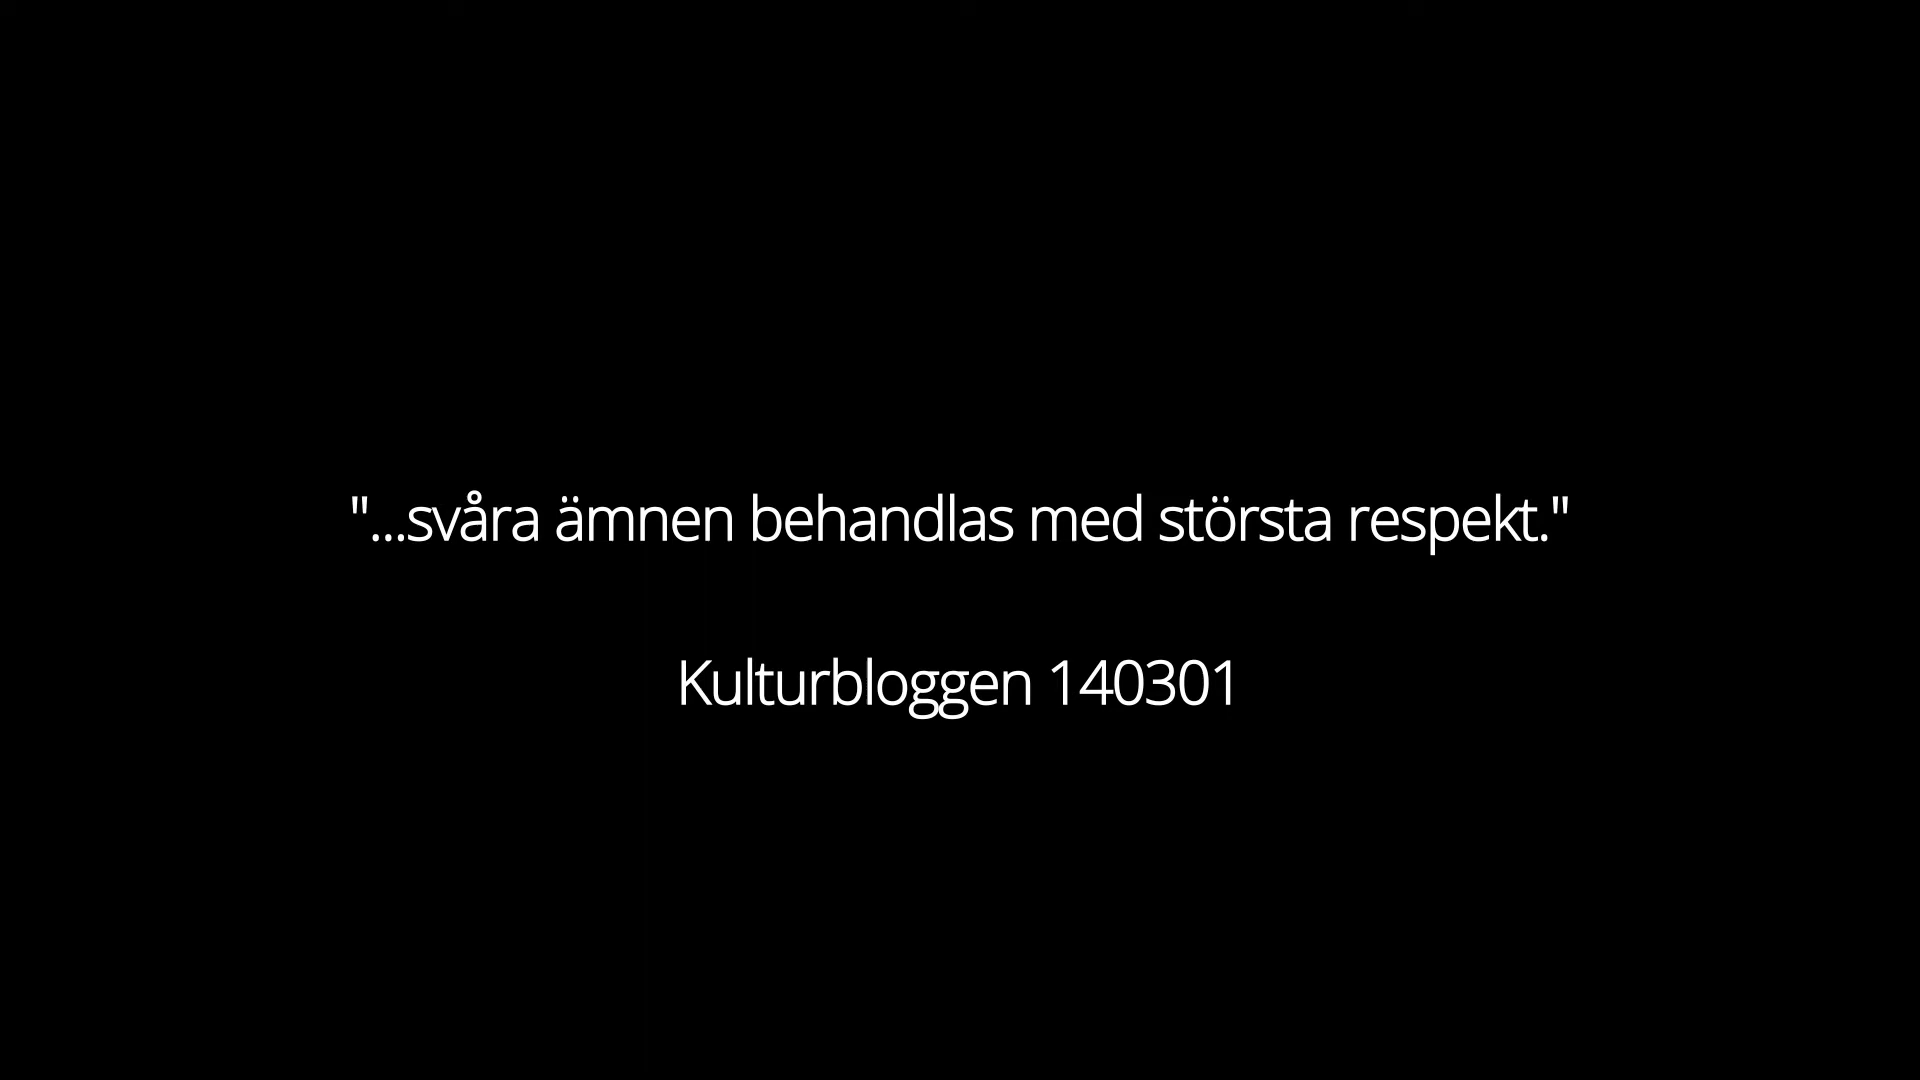 "...svåra ämnen behandlas med största respekt."
Kulturbloggen 140301